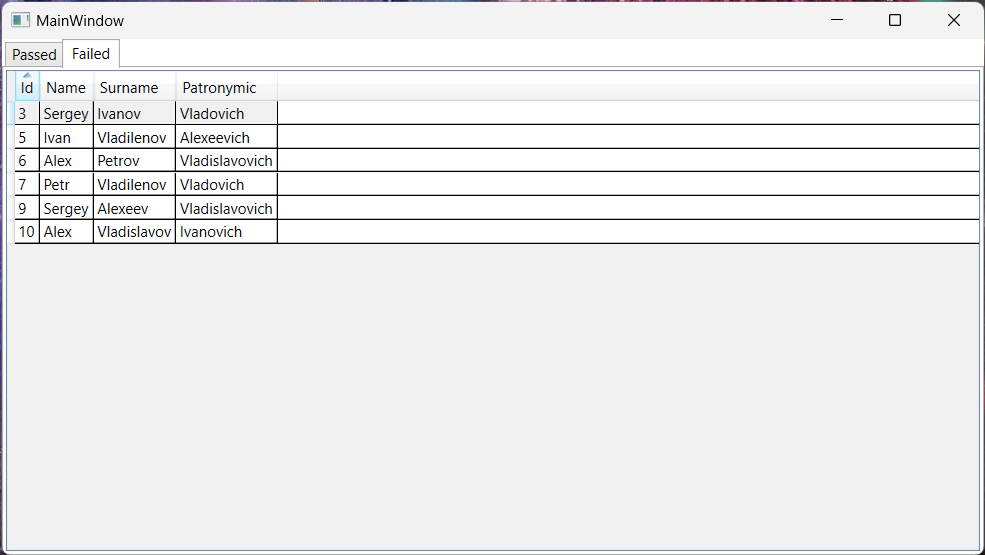 MainWindow
Passed Failed
Id Name Surname Patronymic
3 Sergey Ivanov Vladovich
5 Ivan Vladilenov Alexeevich
6 Alex Petrov Vladislavovich
7 Petr Vladilenov Vladovich
9 Sergey Alexeev Vladislavovich
10 Alex Vladislavov Ivanovich